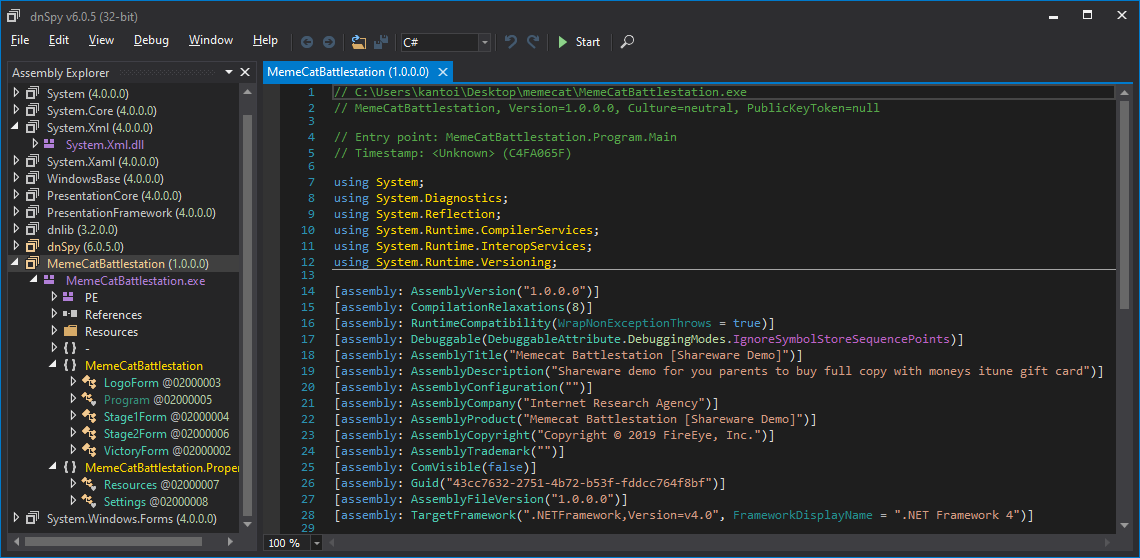 dnSpy v6.0.5 (32-bit)
File Edit View Debug Window Help C# Start
Assembly Explorer
System (4.0.0.0)
System.Core (4.0.0.0)
System.Xml (4.0.0.0)
System.Xml.dll
System.Xaml (4.0.0.0)
WindowsBase (4.0.0.0)
PresentationCore (4.0.0.0)
PresentationFramework (4.0.0.0)
dnlib (3.2.0.0)
dnSpy (6.0.5.0)
MemeCatBattlestation (1.0.0.0)
MemeCatBattlestation.exe
PE
References
Resources
{ } -
{ } MemeCatBattlestation
LogoForm @02000003
Program @02000005
Stage1Form @02000004
Stage2Form @02000006
VictoryForm @02000002
{ } MemeCatBattlestation.Proper
Resources @02000007
Settings @02000008
System.Windows.Forms (4.0.0.0)
MemeCatBattlestation (1.0.0.0)
1 // C:\Users\kantoi\Desktop\memecat\MemeCatBattlestation.exe
2 // MemeCatBattlestation, Version=1.0.0.0, Culture=neutral, PublicKeyToken=null
3
4 // Entry point: MemeCatBattlestation.Program.Main
5 // Timestamp: <Unknown> (C4FA065F)
6
7 using System;
8 using System.Diagnostics;
9 using System.Reflection;
10 using System.Runtime.CompilerServices;
11 using System.Runtime.InteropServices;
12 using System.Runtime.Versioning;
13
14 [assembly: AssemblyVersion("1.0.0.0")]
15 [assembly: CompilationRelaxations(8)]
16 [assembly: RuntimeCompatibility(WrapNonExceptionThrows = true)]
17 [assembly: Debuggable(DebuggableAttribute.DebuggingModes.IgnoreSymbolStoreSequencePoints)]
18 [assembly: AssemblyTitle("Memecat Battlestation [Shareware Demo]")]
19 [assembly: AssemblyDescription("Shareware demo for you parents to buy full copy with moneys itune gift card")]
20 [assembly: AssemblyConfiguration("")]
21 [assembly: AssemblyCompany("Internet Research Agency")]
22 [assembly: AssemblyProduct("Memecat Battlestation [Shareware Demo]")]
23 [assembly: AssemblyCopyright("Copyright © 2019 FireEye, Inc.")]
24 [assembly: AssemblyTrademark("")]
25 [assembly: ComVisible(false)]
26 [assembly: Guid("43cc7632-2751-4b72-b53f-fddcc764f8bf")]
27 [assembly: AssemblyFileVersion("1.0.0.0")]
28 [assembly: TargetFramework(".NETFramework,Version=v4.0", FrameworkDisplayName = ".NET Framework 4")]
29
100 %